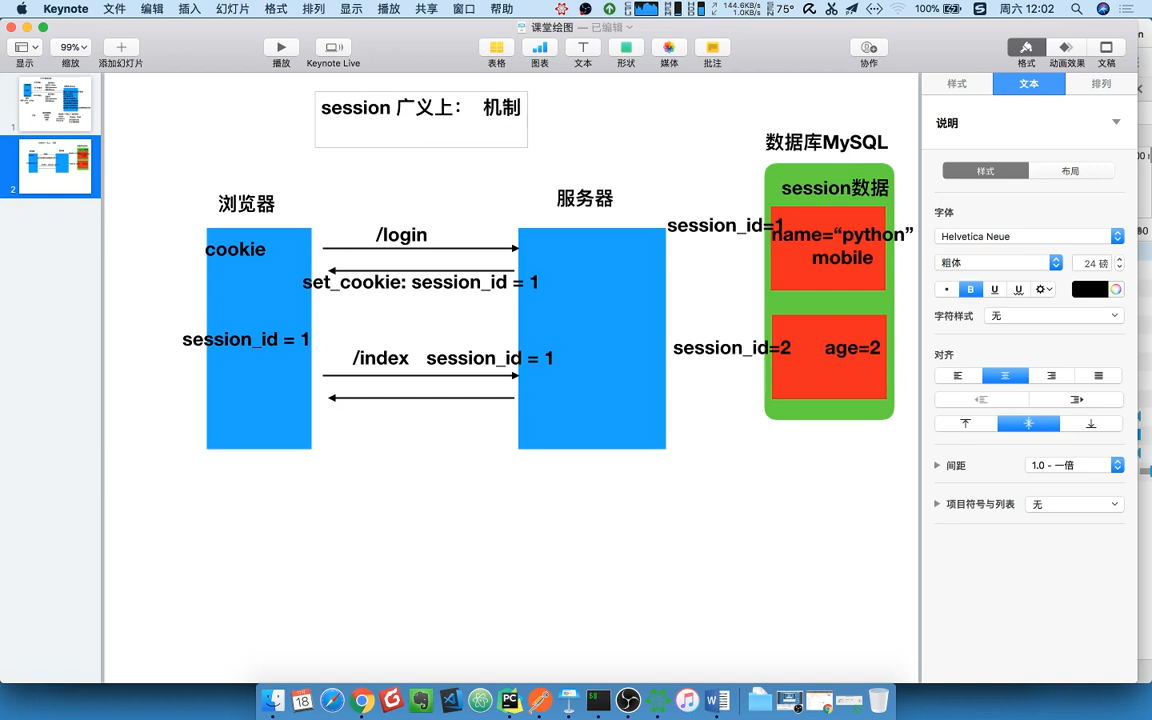 Keynote 文件 编辑 插入 幻灯片 格式 排列 显示 播放 共享 窗口 帮助 144.6KB/s 1.0KB/s 75° 100% 周六 12:02
课堂绘图 — 已编辑
99%
显示 缩放 添加幻灯片 播放 Keynote Live 表格 图表 文本 形状 媒体 批注 协作 格式 动画效果 文稿
样式 文本 排列
session 广义上： 机制
说明
数据库MySQL
样式 布局
session数据
浏览器
服务器
字体
session_id=1
name=“python”
mobile
/login
cookie
Helvetica Neue
粗体 24 磅
set_cookie: session_id = 1
B U U
字符样式 无
session_id = 1
session_id=2 age=2
/index session_id = 1
对齐
间距 1.0 - 一倍
项目符号与列表 无
1
2
18